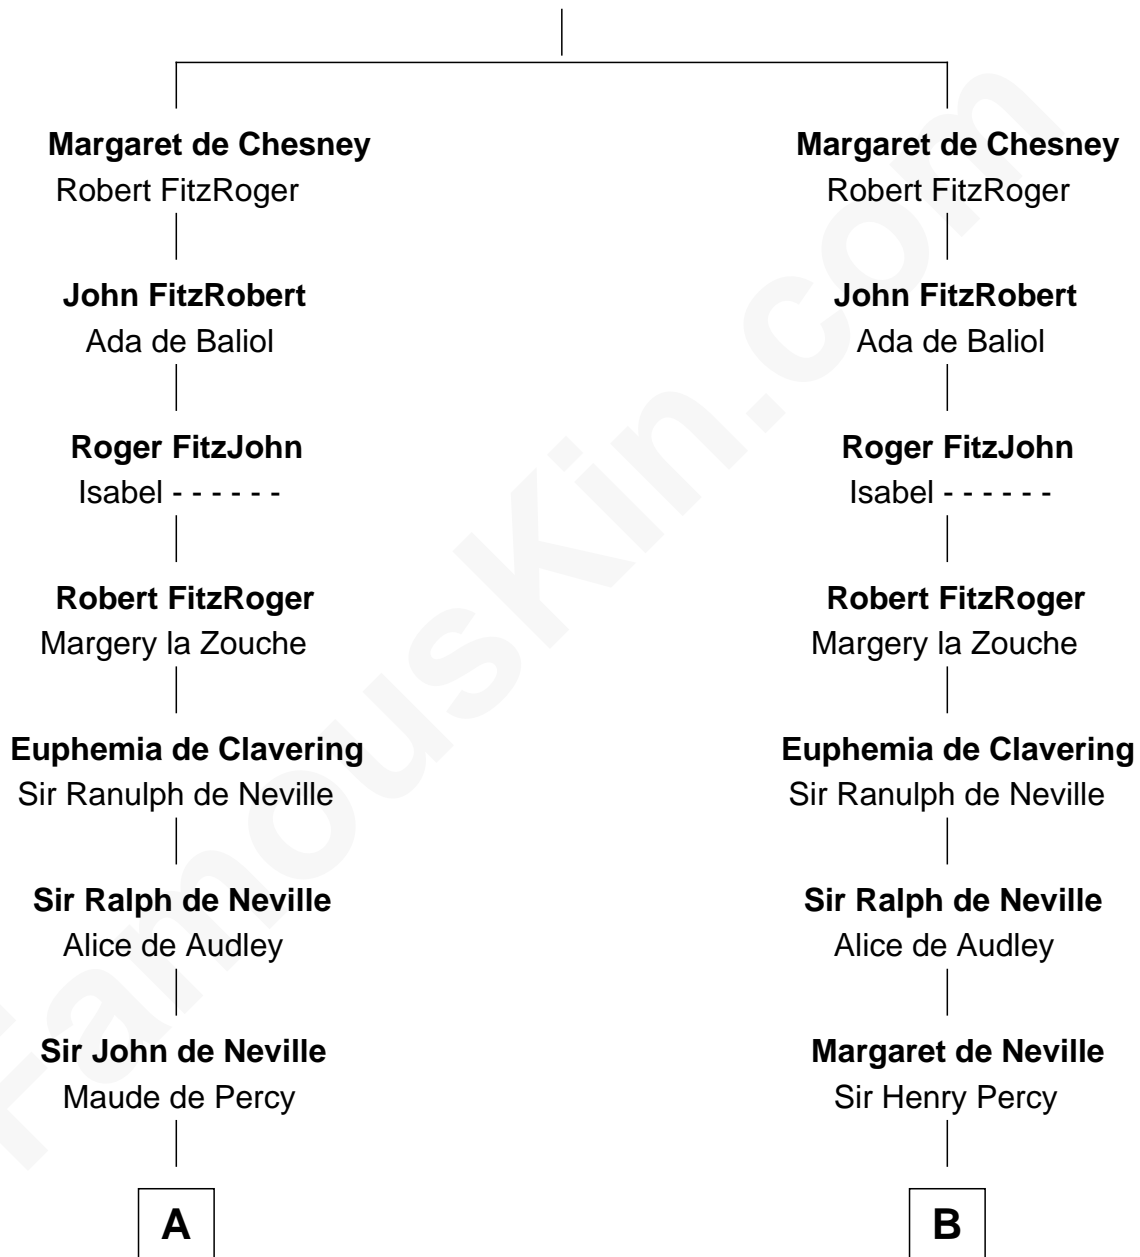 Margaret de Chesney
Robert FitzRoger
John FitzRobert
Ada de Baliol
Roger FitzJohn
Isabel - - - - - -
Robert FitzRoger
Margery la Zouche
Euphemia de Clavering
Sir Ranulph de Neville
Sir Ralph de Neville
Alice de Audley
Sir John de Neville
Maude de Percy
A
Margaret de Chesney
Robert FitzRoger
John FitzRobert
Ada de Baliol
Roger FitzJohn
Isabel - - - - - -
Robert FitzRoger
Margery la Zouche
Euphemia de Clavering
Sir Ranulph de Neville
Sir Ralph de Neville
Alice de Audley
Margaret de Neville
Sir Henry Percy
B
FamousKin.com